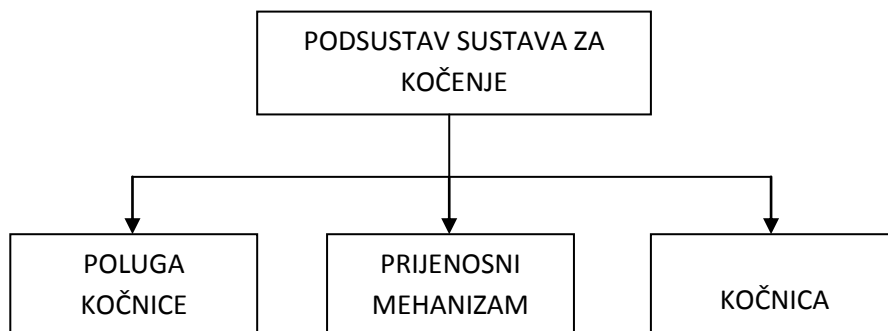 PODSUSTAV SUSTAVA ZA
KOČENJE
POLUGA
KOČNICE
PRIJENOSNI
MEHANIZAM
KOČNICA